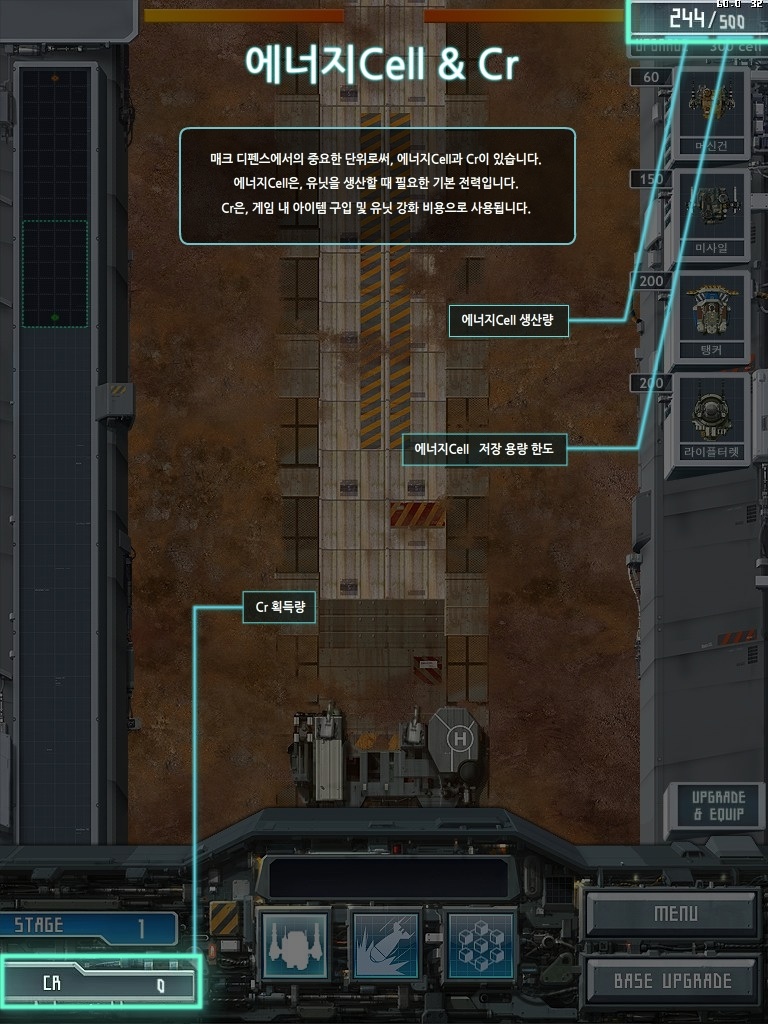 60.0 32
244/500
UPGRADE 300 cell
에너지Cell & Cr
60
머신건
매크 디펜스에서의 중요한 단위로써, 에너지Cell과 Cr이 있습니다.
에너지Cell은, 유닛을 생산할 때 필요한 기본 전력입니다.
Cr은, 게임 내 아이템 구입 및 유닛 강화 비용으로 사용됩니다.
150
미사일
200
탱커
에너지Cell 생산량
200
라이플터렛
에너지Cell 저장 용량 한도
Cr 획득량
H
UPGRADE
& EQUIP
STAGE 1
MENU
CR 0
BASE UPGRADE